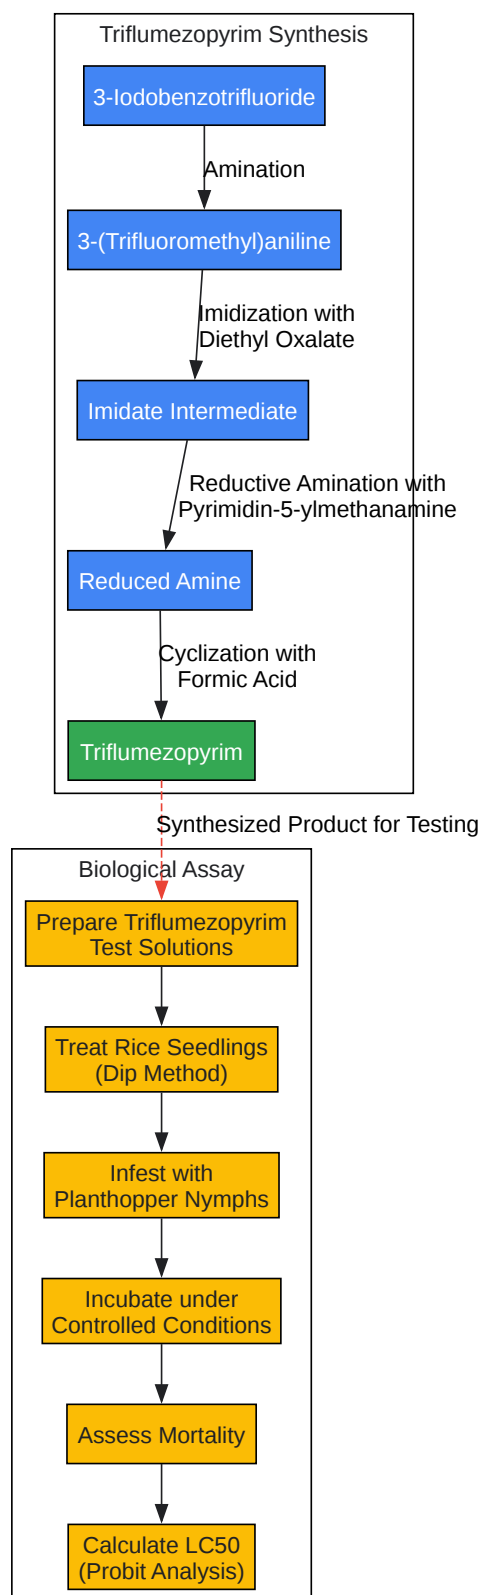 Triflumezopyrim Synthesis
3-Iodobenzotrifluoride
Amination
3-(Trifluoromethyl)aniline
Imidization with
Diethyl Oxalate
Imidate Intermediate
Reductive Amination with
Pyrimidin-5-ylmethanamine
Reduced Amine
Cyclization with
Formic Acid
Triflumezopyrim
Synthesized Product for Testing
Biological Assay
Prepare Triflumezopyrim
Test Solutions
Treat Rice Seedlings
(Dip Method)
Infest with
Planthopper Nymphs
Incubate under
Controlled Conditions
Assess Mortality
Calculate LC50
(Probit Analysis)